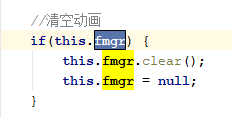 //清空动画
if(this.fmgr) {
this.fmgr.clear();
this.fmgr = null;
}